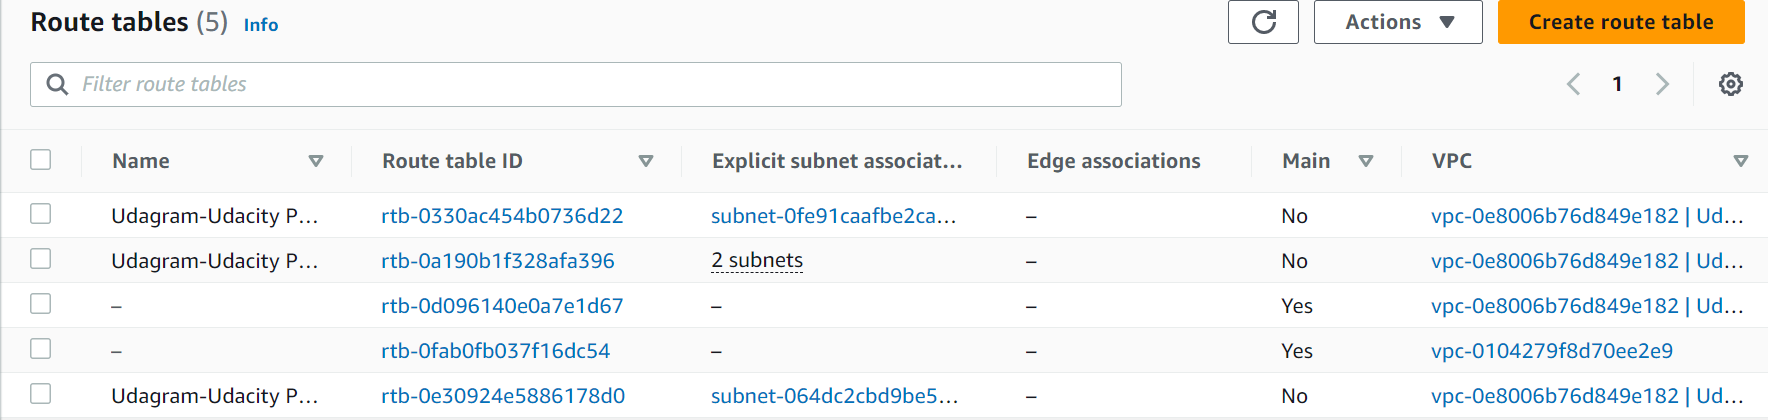 Route tables (5) Info
Actions
Create route table
Filter route tables
1
Name Route table ID Explicit subnet associat... Edge associations Main VPC
Udagram-Udacity P... rtb-0330ac454b0736d22 subnet-0fe91caafbe2ca... – No vpc-0e8006b76d849e182 | Ud...
Udagram-Udacity P... rtb-0a190b1f328afa396 2 subnets – No vpc-0e8006b76d849e182 | Ud...
– rtb-0d096140e0a7e1d67 – – Yes vpc-0e8006b76d849e182 | Ud...
– rtb-0fab0fb037f16dc54 – – Yes vpc-0104279f8d70ee2e9
Udagram-Udacity P... rtb-0e30924e5886178d0 subnet-064dc2cbd9be5... – No vpc-0e8006b76d849e182 | Ud...